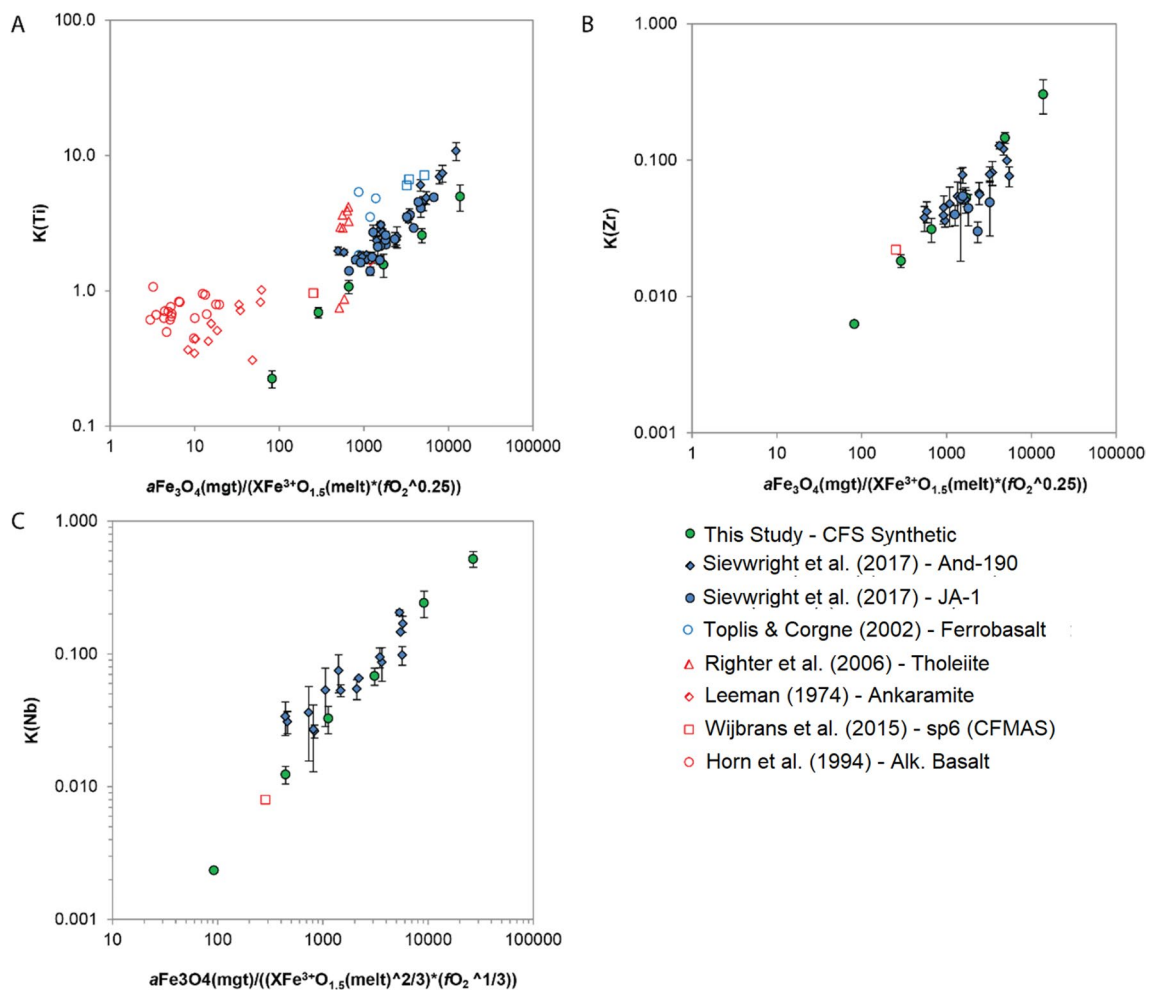 A
100.0
10.0
1.0
0.1
K(Ti)
1 10 100 1000 10000 100000
aFe₃O₄(mgt)/(XFe³⁺O₁.₅(melt)*(fO₂^0.25))
B
1.000
0.100
0.010
0.001
K(Zr)
1 10 100 1000 10000 100000
aFe₃O₄(mgt)/(XFe³⁺O₁.₅(melt)*(fO₂^0.25))
C
1.000
0.100
0.010
0.001
K(Nb)
10 100 1000 10000 100000
aFe3O4(mgt)/((XFe³⁺O₁.₅(melt)^2/3)*(fO₂ ^1/3))
This Study - CFS Synthetic
Sievwright et al. (2017) - And-190
Sievwright et al. (2017) - JA-1
Toplis & Corgne (2002) - Ferrobasalt
Righter et al. (2006) - Tholeiite
Leeman (1974) - Ankaramite
Wijbrans et al. (2015) - sp6 (CFMAS)
Horn et al. (1994) - Alk. Basalt